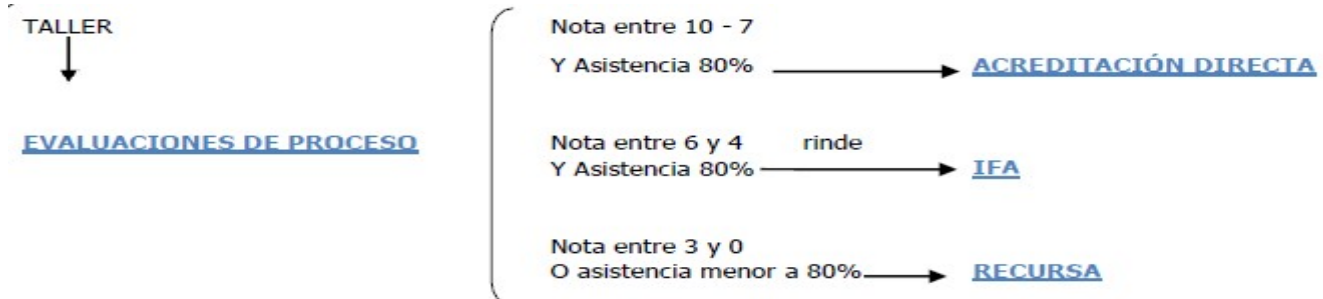 TALLER
EVALUACIONES DE PROCESO
Nota entre 10 - 7
Y Asistencia 80%
ACREDITACIÓN DIRECTA
Nota entre 6 y 4 rinde
Y Asistencia 80%
IFA
Nota entre 3 y 0
O asistencia menor a 80%
RECURSA